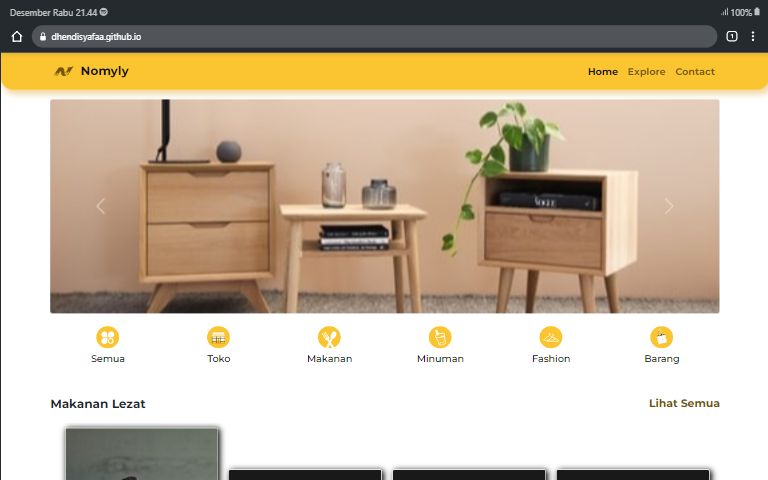 Desember Rabu 21.44
100%
dhendisyafaa.github.io
1
Nomyly
Home Explore Contact
VOGUE
Semua Toko Makanan Minuman Fashion Barang
Makanan Lezat
Lihat Semua